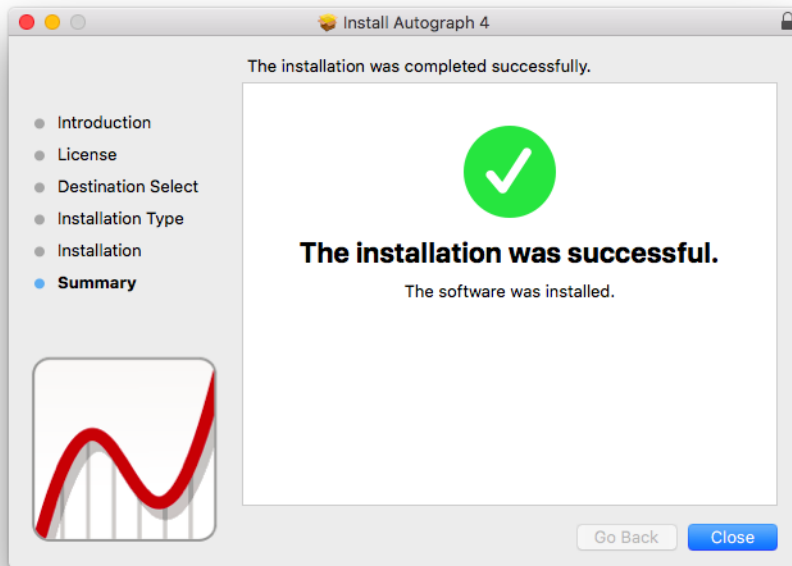 Install Autograph 4
The installation was completed successfully.
Introduction
License
Destination Select
Installation Type
Installation
Summary
The installation was successful.
The software was installed.
Go Back
Close